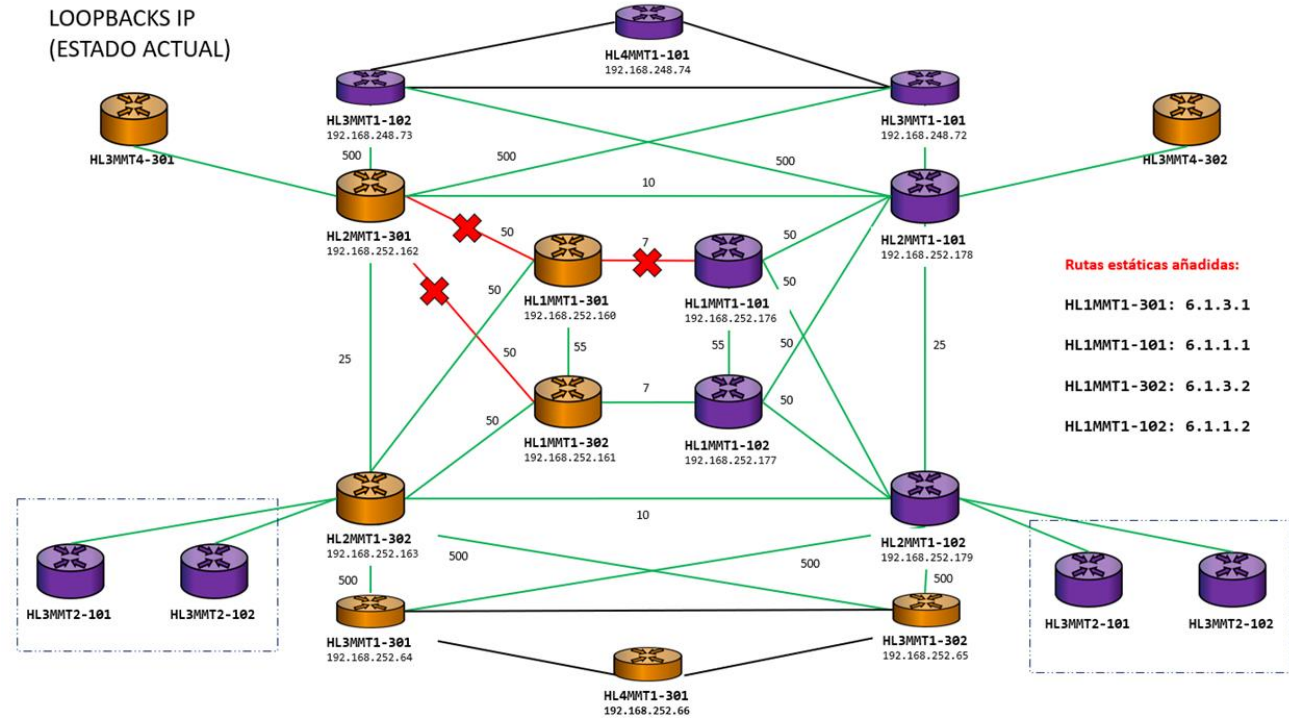 LOOPBACKS IP
(ESTADO ACTUAL)
HL4MMT1-101
192.168.248.74
HL3MMT1-102
192.168.248.73
HL3MMT1-101
192.168.248.72
HL3MMT4-301
HL3MMT4-302
500
500
500
10
HL2MMT1-301
192.168.252.162
HL2MMT1-101
192.168.252.178
50
7
50
HL1MMT1-301
192.168.252.160
HL1MMT1-101
192.168.252.176
50
50
Rutas estáticas añadidas:
HL1MMT1-301: 6.1.3.1
HL1MMT1-101: 6.1.1.1
HL1MMT1-302: 6.1.3.2
HL1MMT1-102: 6.1.1.2
25
50
55
55
50
25
7
50
50
HL1MMT1-302
192.168.252.161
HL1MMT1-102
192.168.252.177
10
HL2MMT1-302
192.168.252.163
HL2MMT1-102
192.168.252.179
500
500
500
500
HL3MMT2-101
HL3MMT2-102
HL3MMT2-101
HL3MMT2-102
HL3MMT1-301
192.168.252.64
HL3MMT1-302
192.168.252.65
HL4MMT1-301
192.168.252.66